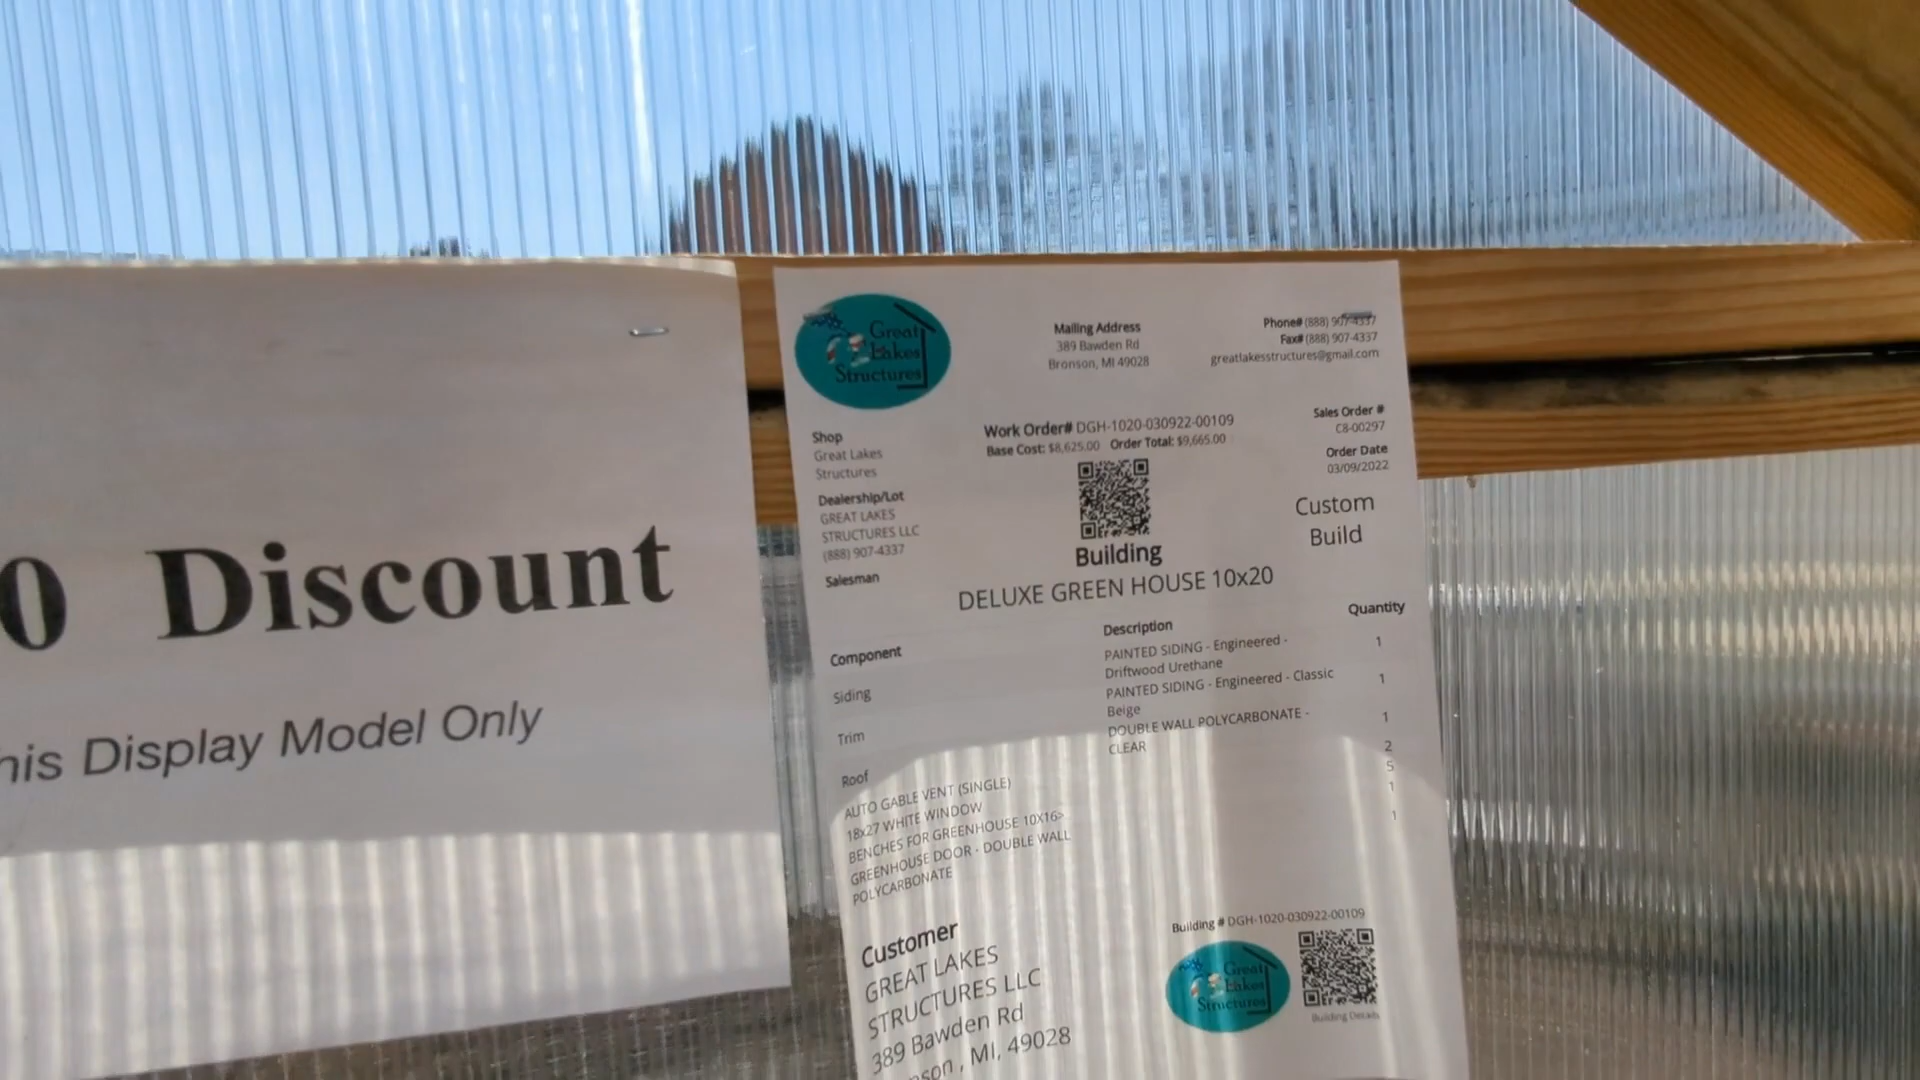 0 Discount
his Display Model Only
Great
Lakes
Structures
Mailing Address
389 Bawden Rd
Bronson, MI 49028
Phone# (888) 907-4337
Fax# (888) 907-4337
greatlakesstructures@gmail.com
Shop
Great Lakes
Structures
Dealership/Lot
GREAT LAKES
STRUCTURES LLC
(888) 907-4337
Salesman
Work Order# DGH-1020-030922-00109
Base Cost: $8,625.00 Order Total: $9,665.00
Sales Order #
C8-00297
Order Date
03/09/2022
Custom
Build
Building
DELUXE GREEN HOUSE 10x20
Component
Description
Quantity
Siding
PAINTED SIDING - Engineered -
Driftwood Urethane
1
Trim
PAINTED SIDING - Engineered - Classic
Beige
1
Roof
DOUBLE WALL POLYCARBONATE -
CLEAR
1
AUTO GABLE VENT (SINGLE)
2
18x27 WHITE WINDOW
5
BENCHES FOR GREENHOUSE 10X16>
1
GREENHOUSE DOOR - DOUBLE WALL
POLYCARBONATE
1
Customer
GREAT LAKES
STRUCTURES LLC
389 Bawden Rd
nson , MI, 49028
Building # DGH-1020-030922-00109
Great
Lakes
Structures
Building Details